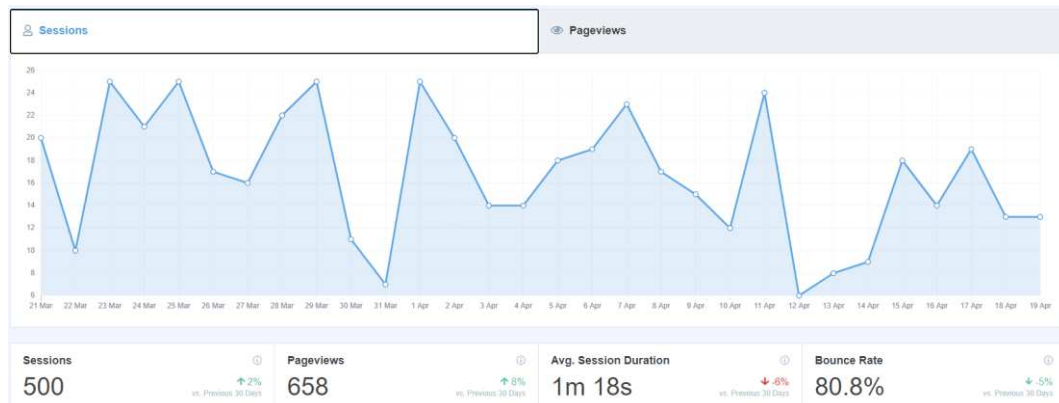 Sessions Pageviews
26
24
22
20
18
16
14
12
10
8
6
21 Mar 22 Mar 23 Mar 24 Mar 25 Mar 26 Mar 27 Mar 28 Mar 29 Mar 30 Mar 31 Mar 1 Apr 2 Apr 3 Apr 4 Apr 5 Apr 6 Apr 7 Apr 8 Apr 9 Apr 10 Apr 11 Apr 12 Apr 13 Apr 14 Apr 15 Apr 16 Apr 17 Apr 18 Apr 19 Apr
Sessions
500
2%
vs. Previous 30 Days
Pageviews
658
8%
vs. Previous 30 Days
Avg. Session Duration
1m 18s
-6%
vs. Previous 30 Days
Bounce Rate
80.8%
-5%
vs. Previous 30 Days